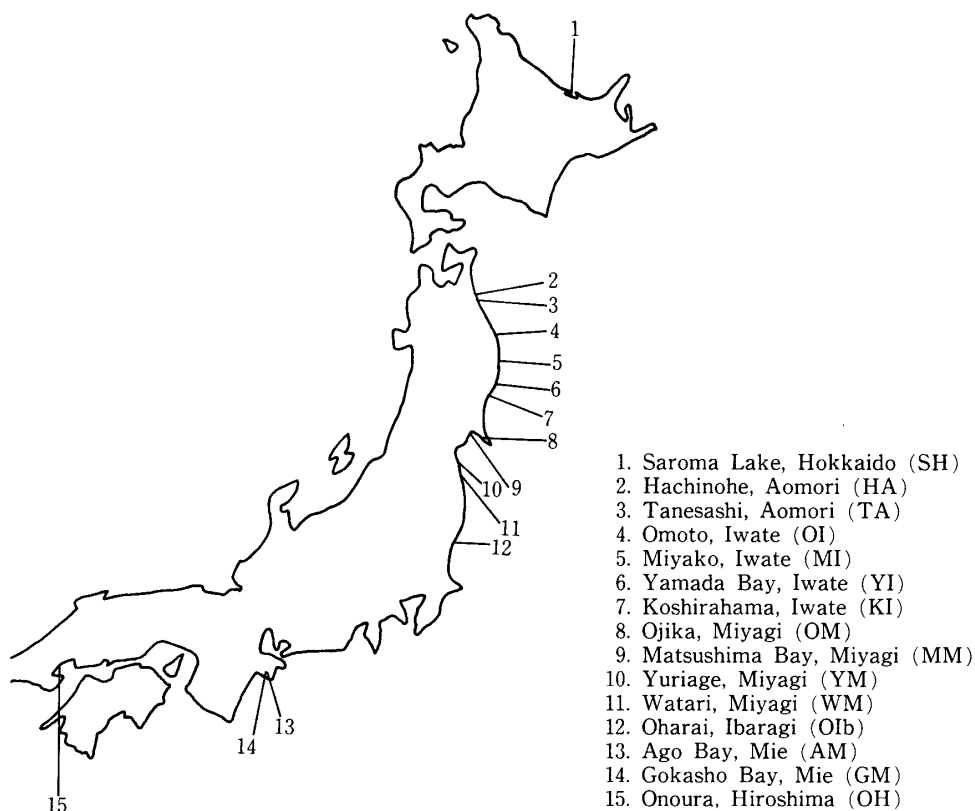 1
2
3
4
5
6
7
8
9
10
11
12
13
14
15
1. Saroma Lake, Hokkaido (SH)
2. Hachinohe, Aomori (HA)
3. Tanesashi, Aomori (TA)
4. Omoto, Iwate (OI)
5. Miyako, Iwate (MI)
6. Yamada Bay, Iwate (YI)
7. Koshirahama, Iwate (KI)
8. Ojika, Miyagi (OM)
9. Matsushima Bay, Miyagi (MM)
10. Yuriage, Miyagi (YM)
11. Watari, Miyagi (WM)
12. Oharai, Ibaragi (OIb)
13. Ago Bay, Mie (AM)
14. Gokasho Bay, Mie (GM)
15. Onoura, Hiroshima (OH)